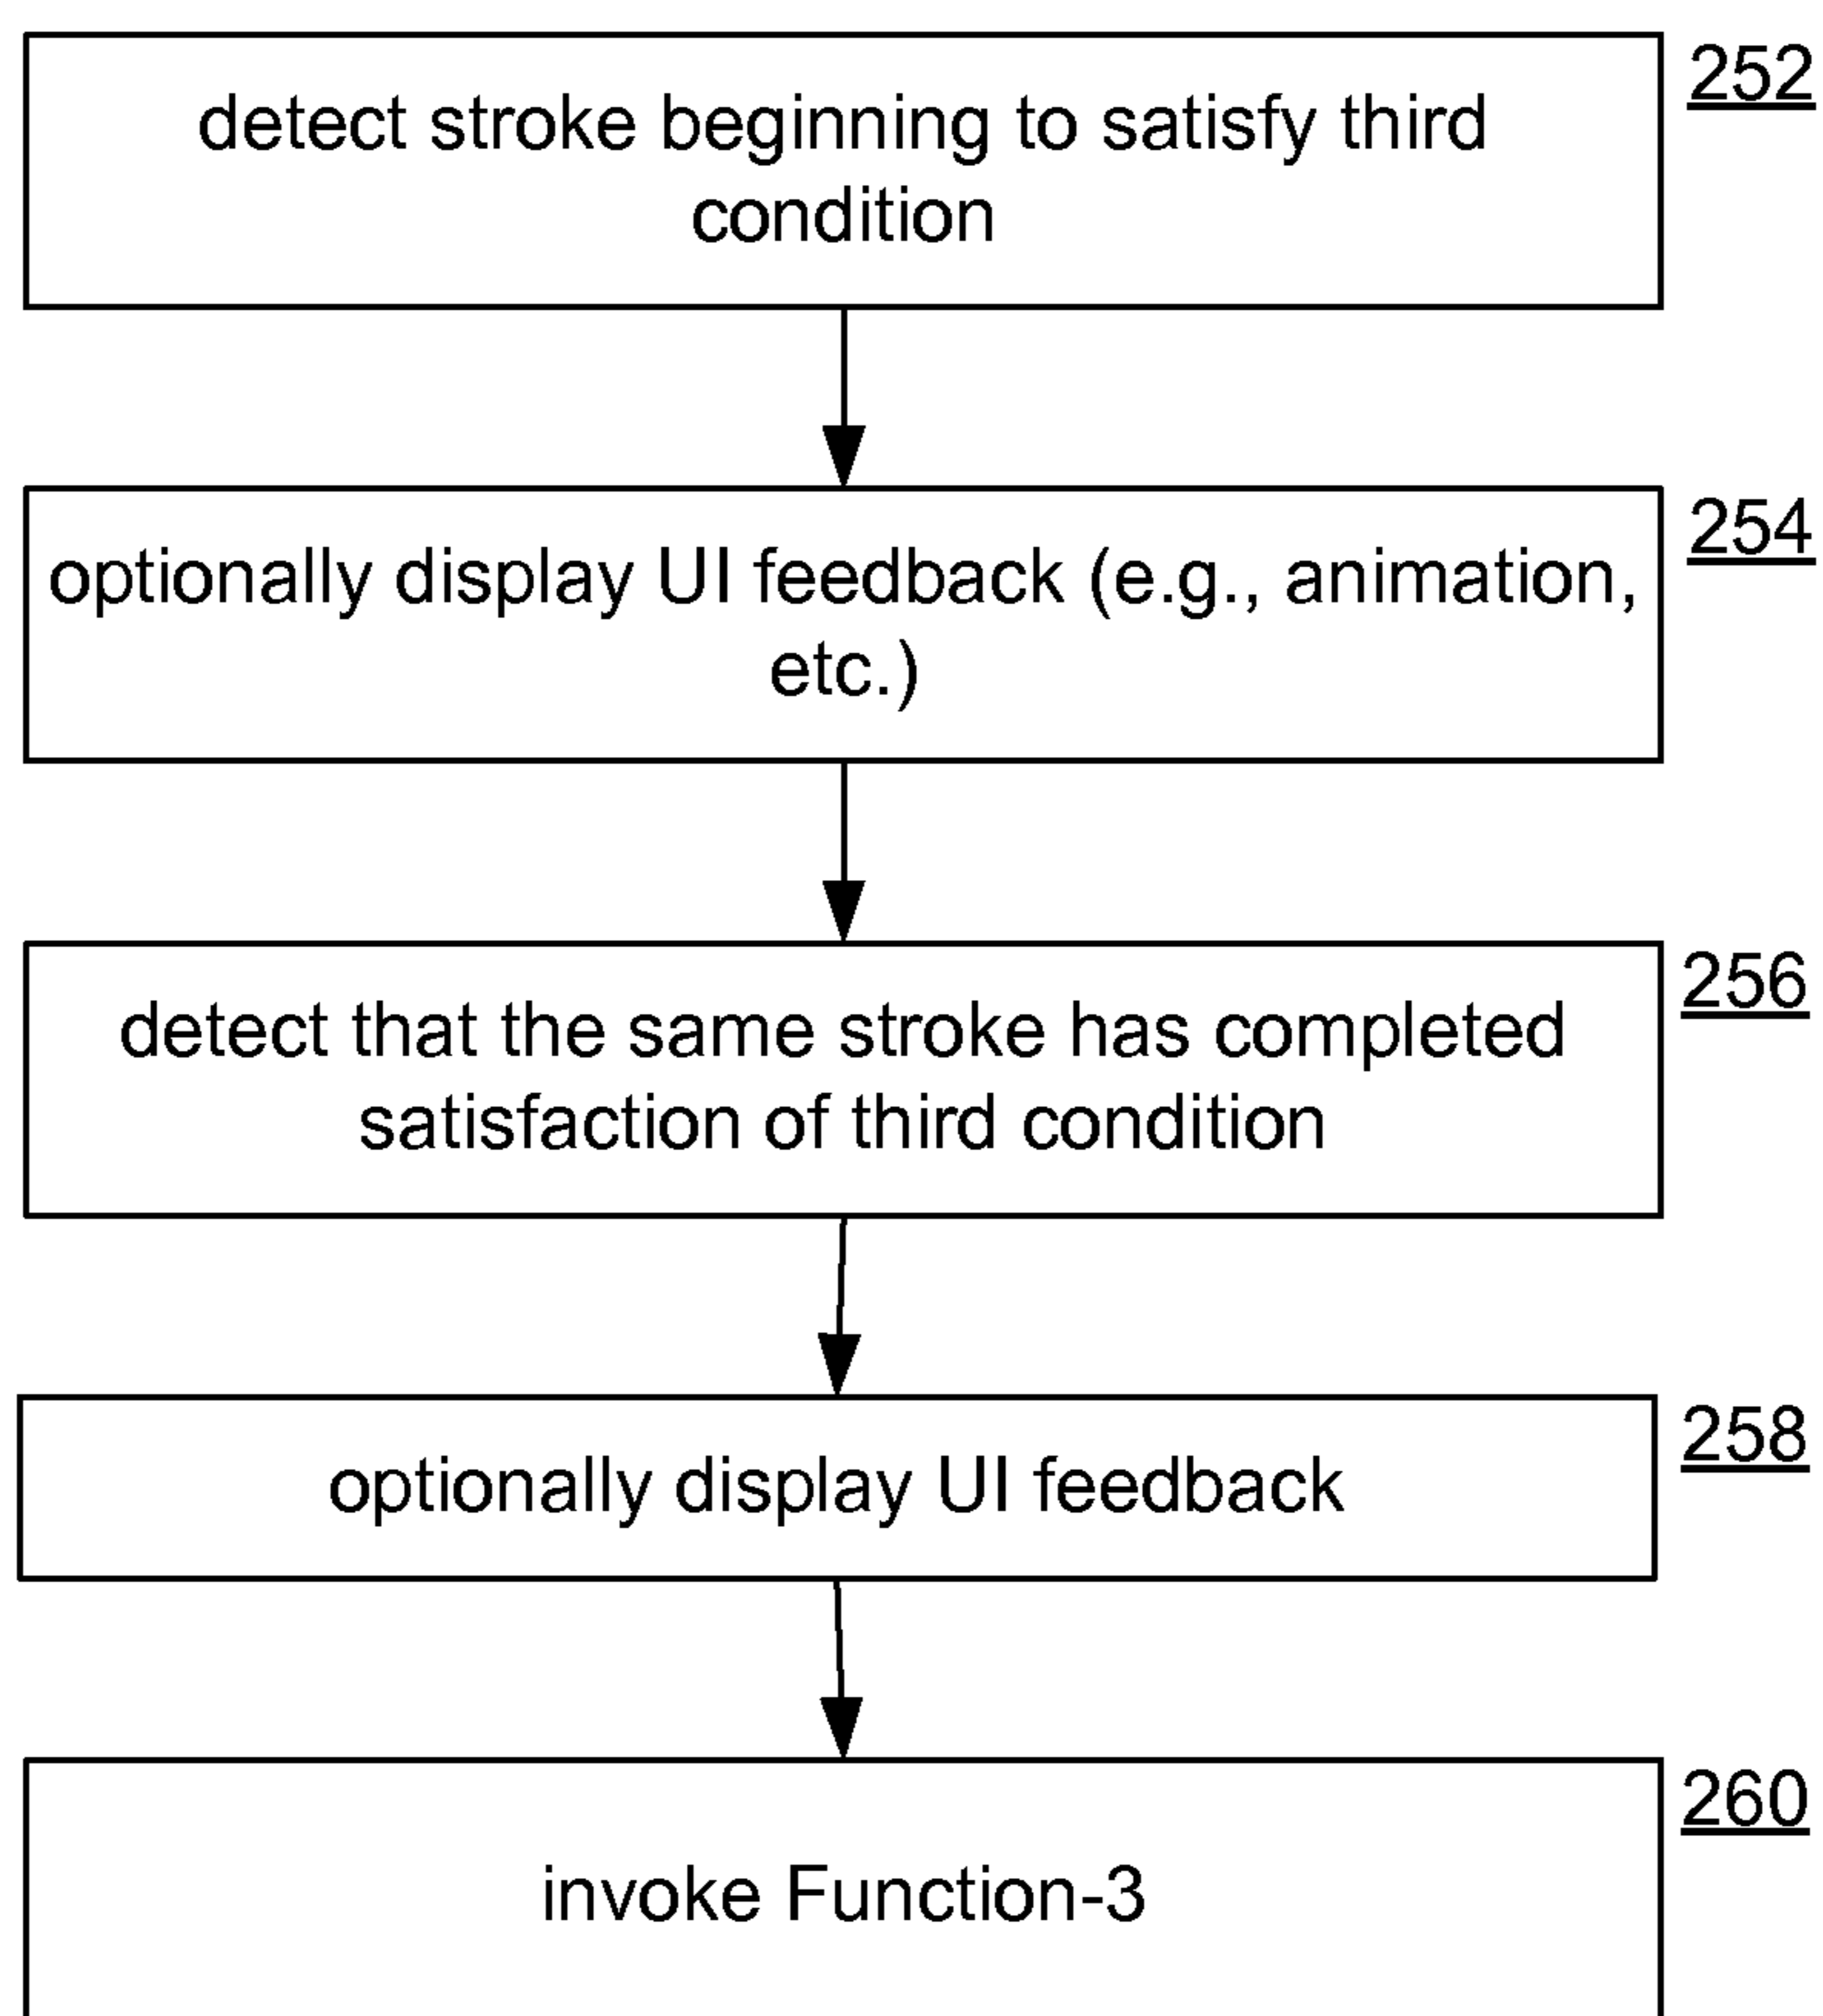 252
detect stroke beginning to satisfy third
condition
254
optionally display UI feedback (e.g., animation,
etc.)
256
detect that the same stroke has completed
satisfaction of third condition
258
optionally display UI feedback
260
invoke Function-3